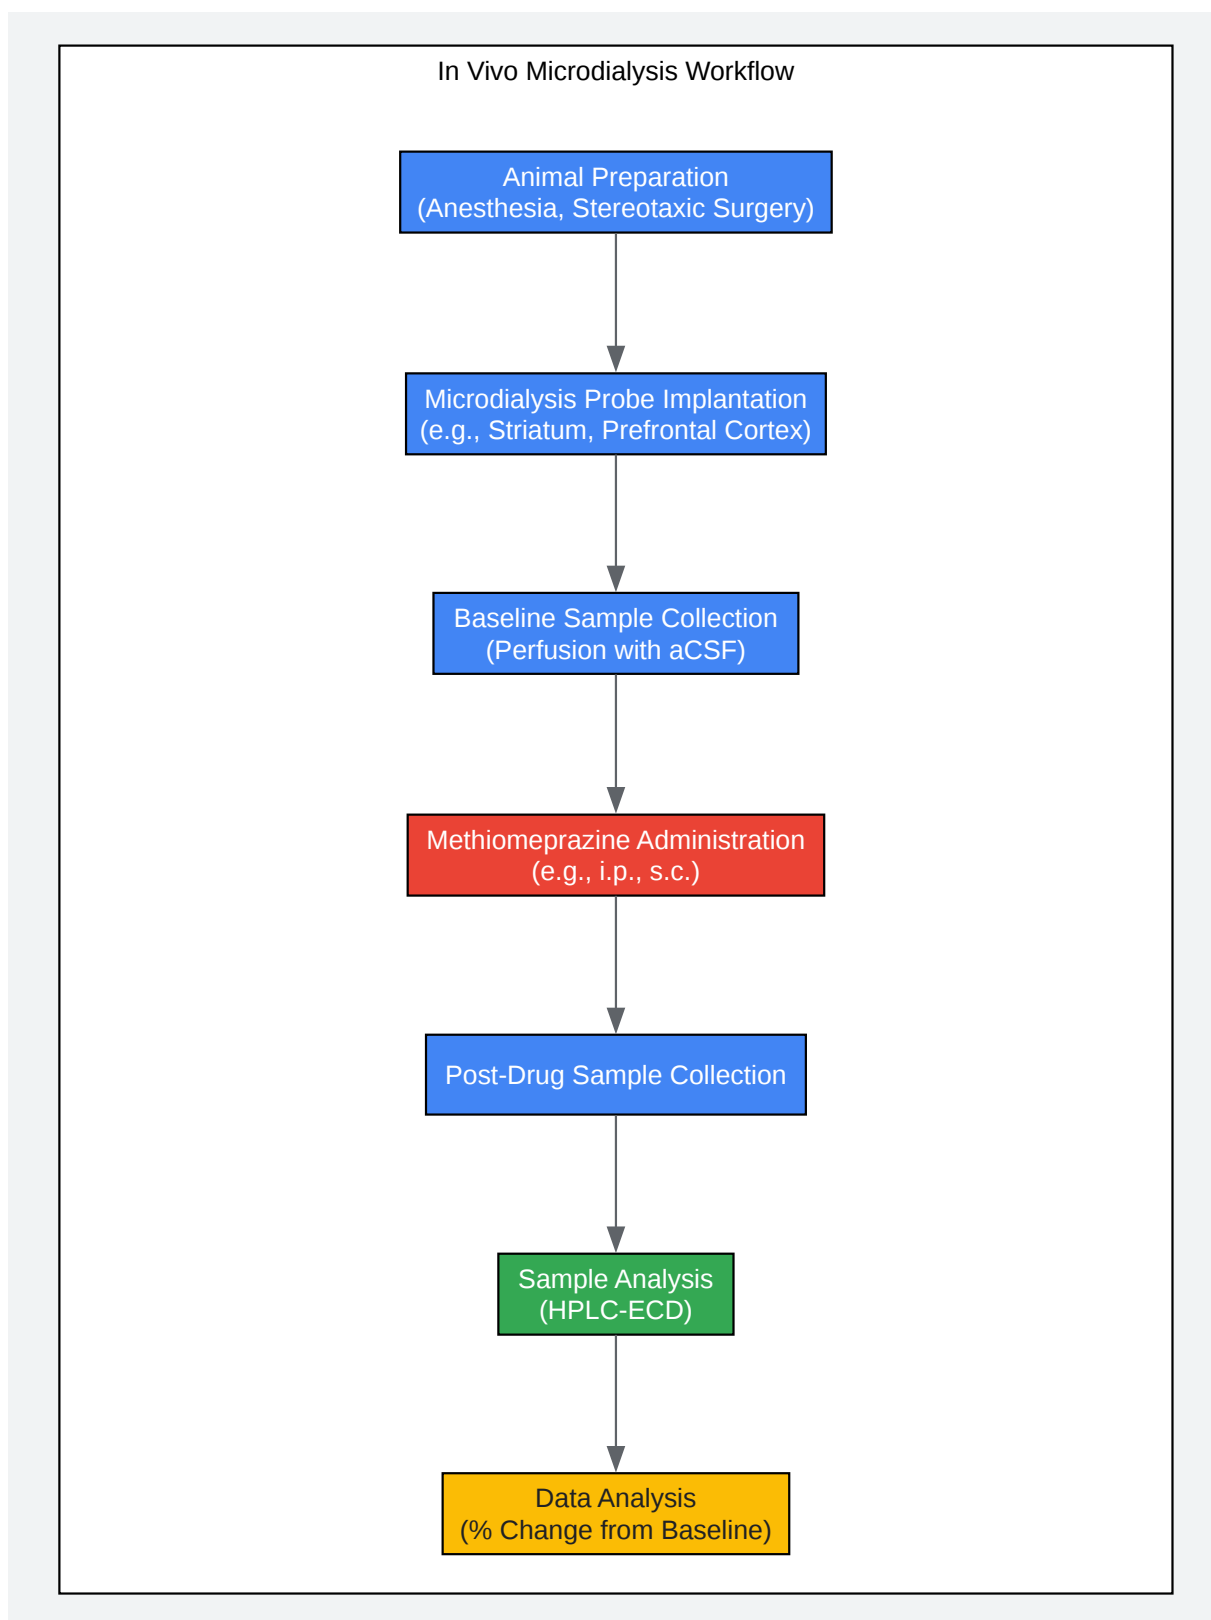 In Vivo Microdialysis Workflow
Animal Preparation
(Anesthesia, Stereotaxic Surgery)
Microdialysis Probe Implantation
(e.g., Striatum, Prefrontal Cortex)
Baseline Sample Collection
(Perfusion with aCSF)
Methiomeprazine Administration
(e.g., i.p., s.c.)
Post-Drug Sample Collection
Sample Analysis
(HPLC-ECD)
Data Analysis
(% Change from Baseline)